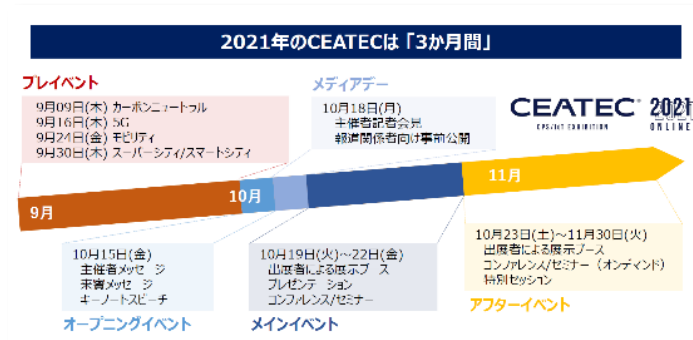 2021年のCEATECは「3か月間」
プレイベント
9月09日(木) カーボンニュートラル
9月16日(木) 5G
9月24日(金) モビリティ
9月30日(木) スーパーシティ/スマートシティ
メディアデー
10月18日(月)
主催者記者会見
報道関係者向け事前公開
CEATEC 2021
CPS/IoT EXHIBITION ONLINE
9月
10月
11月
10月15日(金)
主催者メッセージ
来賓メッセージ
キーノートスピーチ
オープニングイベント
10月19日(火)～22日(金)
出展者による展示ブース
プレゼンテーション
コンファレンス/セミナー
メインイベント
10月23日(土)～11月30日(火)
出展者による展示ブース
コンファレンス/セミナー（オンデマンド）
特別セッション
アフターイベント